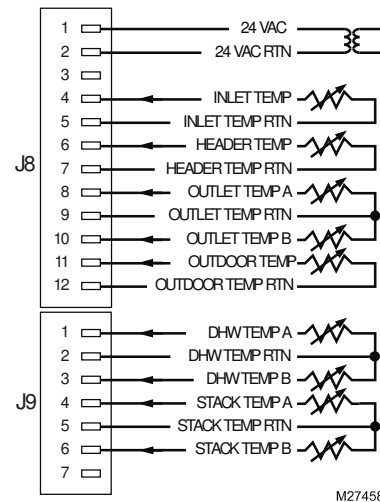 J8
1 24 VAC
2 24 VAC RTN
3
4 INLET TEMP
5 INLET TEMP RTN
6 HEADER TEMP
7 HEADER TEMP RTN
8 OUTLET TEMP A
9 OUTLET TEMP RTN
10 OUTLET TEMP B
11 OUTDOOR TEMP
12 OUTDOOR TEMP RTN
J9
1 DHW TEMP A
2 DHW TEMP RTN
3 DHW TEMP B
4 STACK TEMP A
5 STACK TEMP RTN
6 STACK TEMP B
7
M27458